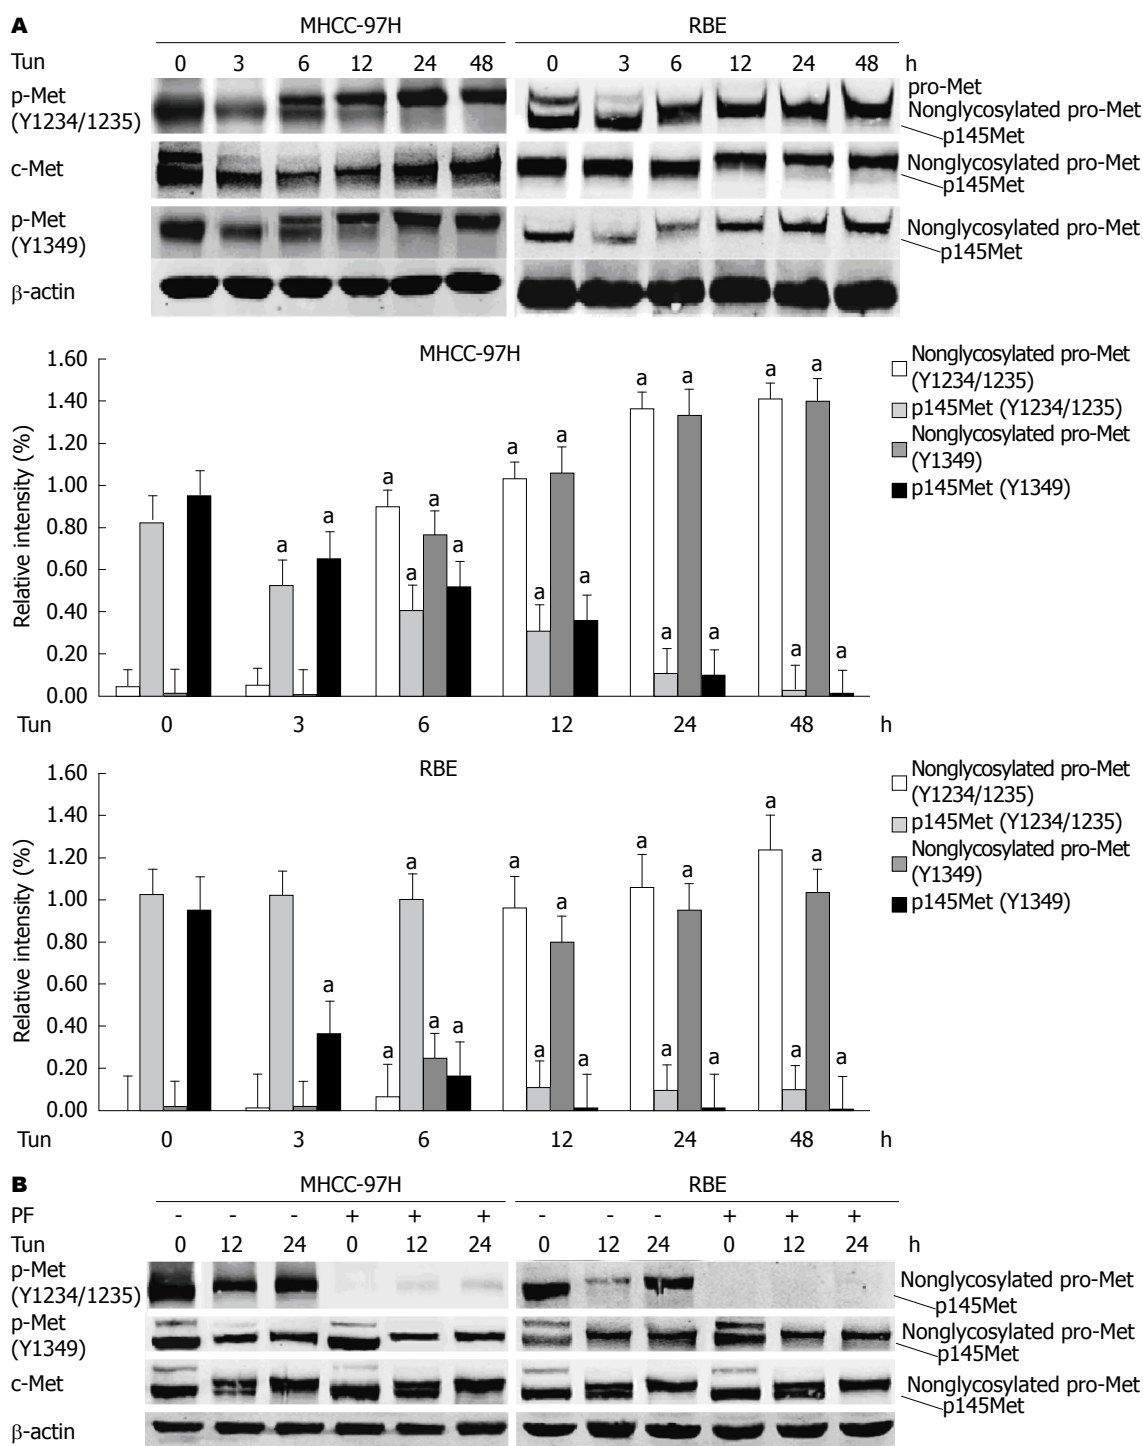 A
MHCC-97H RBE
Tun 0 3 6 12 24 48 0 3 6 12 24 48 h
p-Met
(Y1234/1235)
pro-Met
Nonglycosylated pro-Met
p145Met
c-Met
Nonglycosylated pro-Met
p145Met
p-Met
(Y1349)
Nonglycosylated pro-Met
p145Met
β-actin
MHCC-97H
Relative intensity (%)
1.60
1.40
1.20
1.00
0.80
0.60
0.40
0.20
0.00
a a a a a a a a a a a a a a a a a a
Tun 0 3 6 12 24 48 h
Nonglycosylated pro-Met
(Y1234/1235)
p145Met (Y1234/1235)
Nonglycosylated pro-Met
(Y1349)
p145Met (Y1349)
RBE
Relative intensity (%)
1.60
1.40
1.20
1.00
0.80
0.60
0.40
0.20
0.00
a a a a a a a a a a a a a a a a a
Tun 0 3 6 12 24 48 h
Nonglycosylated pro-Met
(Y1234/1235)
p145Met (Y1234/1235)
Nonglycosylated pro-Met
(Y1349)
p145Met (Y1349)
B
MHCC-97H RBE
PF - - - + + + - - - + + +
Tun 0 12 24 0 12 24 0 12 24 0 12 24 h
p-Met
(Y1234/1235)
Nonglycosylated pro-Met
p145Met
p-Met
(Y1349)
Nonglycosylated pro-Met
p145Met
c-Met
Nonglycosylated pro-Met
p145Met
β-actin